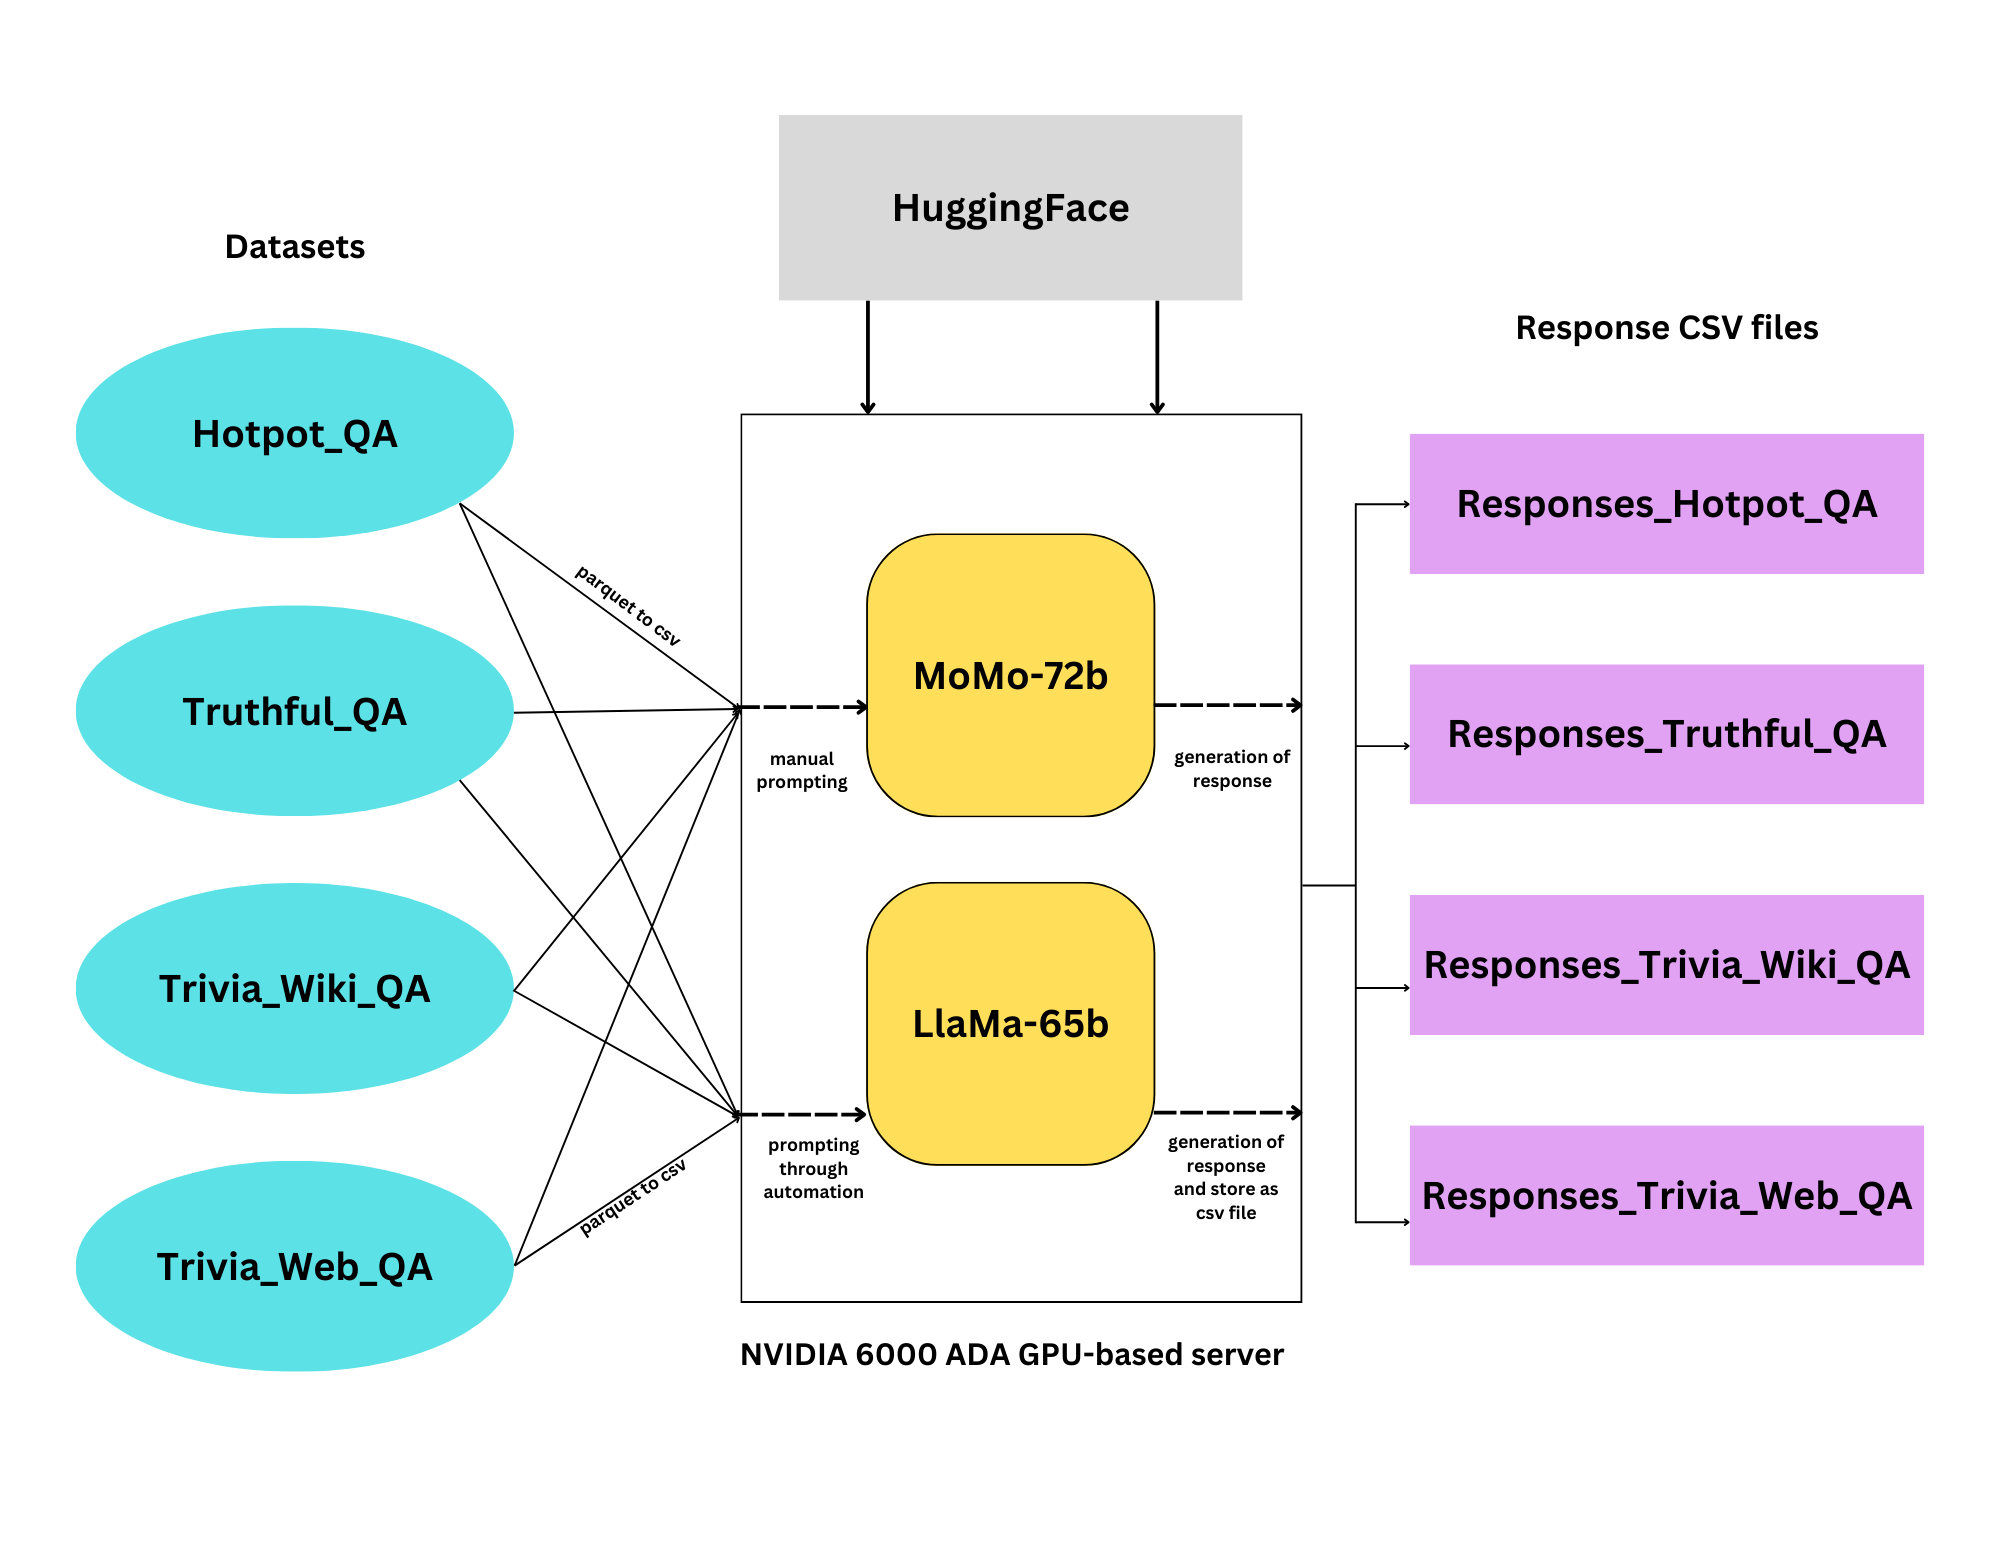 HuggingFace
Datasets
Hotpot_QA
Truthful_QA
Trivia_Wiki_QA
Trivia_Web_QA
parquet to csv
parquet to csv
manual
prompting
MoMo-72b
generation of
response
LlaMa-65b
prompting
through
automation
generation of
response
and store as
csv file
NVIDIA 6000 ADA GPU-based server
Response CSV files
Responses_Hotpot_QA
Responses_Truthful_QA
Responses_Trivia_Wiki_QA
Responses_Trivia_Web_QA